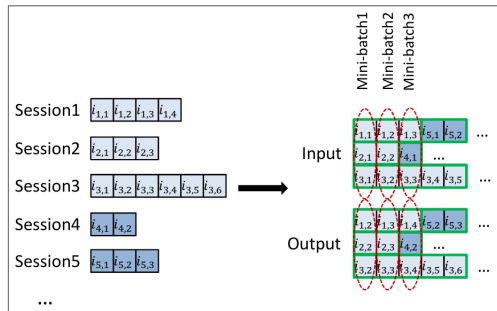 Mini-batch1
Mini-batch2
Mini-batch3
Session1 i1,1 i1,2 i1,3 i1,4
Session2 i2,1 i2,2 i2,3
Session3 i3,1 i3,2 i3,3 i3,4 i3,5 i3,6
Session4 i4,1 i4,2
Session5 i5,1 i5,2 i5,3
...
Input
i1,1 i1,2 i1,3 i5,1 i5,2 ...
i2,1 i2,2 i4,1 ...
i3,1 i3,2 i3,3 i3,4 i3,5 ...
Output
i1,2 i1,3 i1,4 i5,2 i5,3 ...
i2,2 i2,3 i4,2 ...
i3,2 i3,3 i3,4 i3,5 i3,6 ...